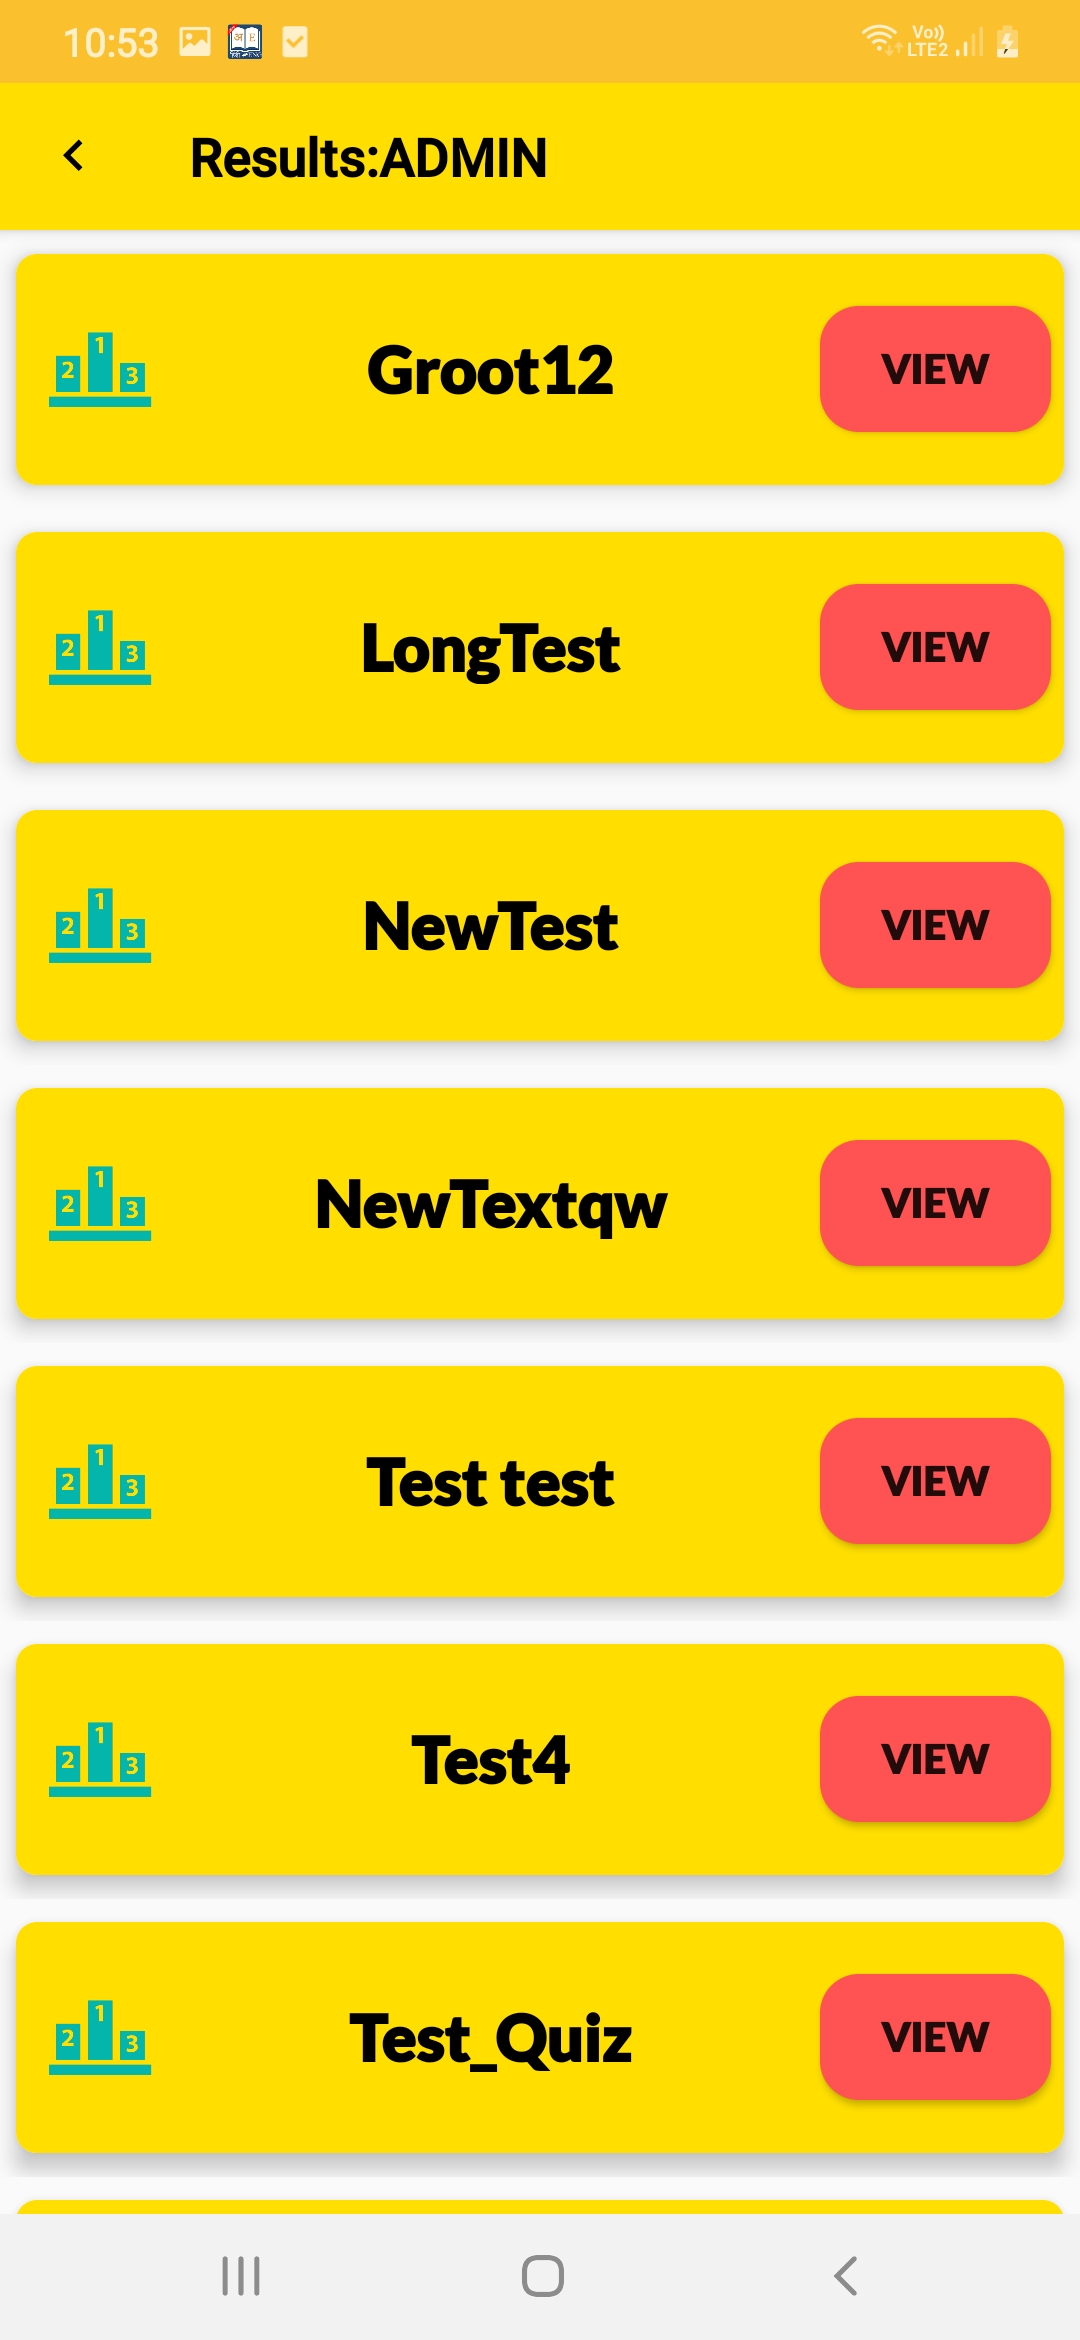 10:53
Vo))
LTE2
Results:ADMIN
1
2
3
Groot12
VIEW
1
2
3
LongTest
VIEW
1
2
3
NewTest
VIEW
1
2
3
NewTextqw
VIEW
1
2
3
Test test
VIEW
1
2
3
Test4
VIEW
1
2
3
Test_Quiz
VIEW